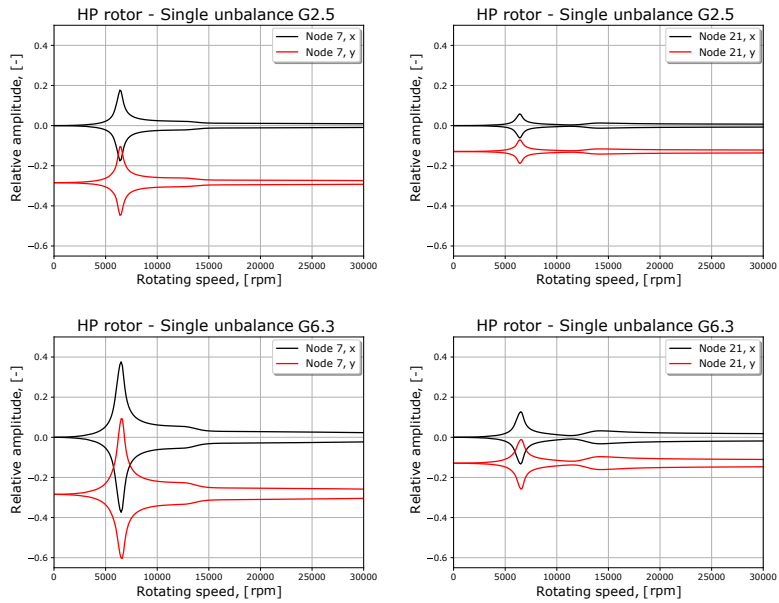 HP rotor - Single unbalance G2.5
Node 7, x
Node 7, y
Relative amplitude, [-]
0.4
0.2
0.0
−0.2
−0.4
−0.6
0 5000 10000 15000 20000 25000 30000
Rotating speed, [rpm]
HP rotor - Single unbalance G2.5
Node 21, x
Node 21, y
Relative amplitude, [-]
0.4
0.2
0.0
−0.2
−0.4
−0.6
0 5000 10000 15000 20000 25000 30000
Rotating speed, [rpm]
HP rotor - Single unbalance G6.3
Node 7, x
Node 7, y
Relative amplitude, [-]
0.4
0.2
0.0
−0.2
−0.4
−0.6
0 5000 10000 15000 20000 25000 30000
Rotating speed, [rpm]
HP rotor - Single unbalance G6.3
Node 21, x
Node 21, y
Relative amplitude, [-]
0.4
0.2
0.0
−0.2
−0.4
−0.6
0 5000 10000 15000 20000 25000 30000
Rotating speed, [rpm]